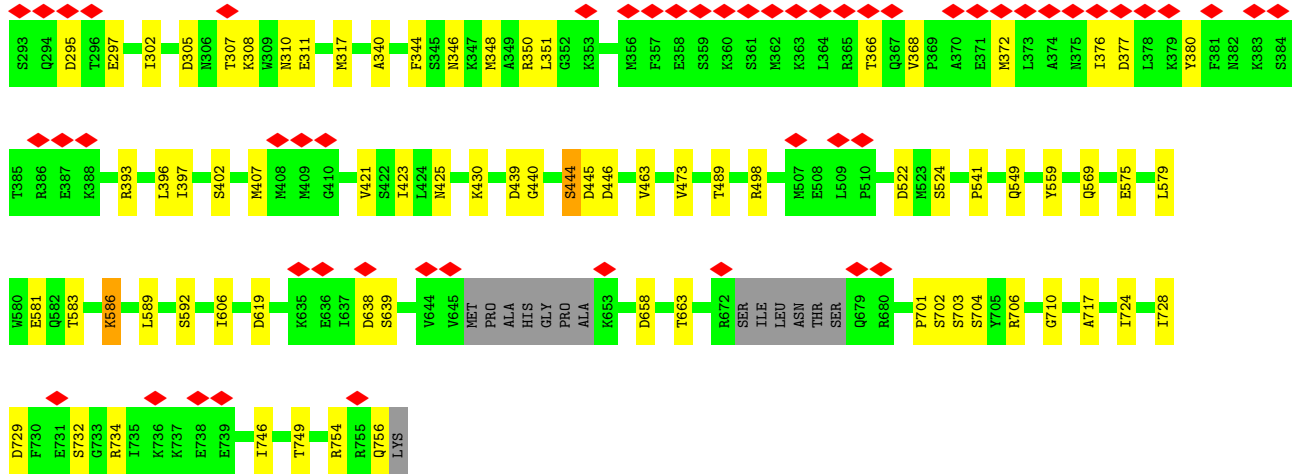 S293 Q294 D295 T296 E297 I302 D305 N306 T307 K308 W309 N310 E311 M317 A340 F344 S345 N346 K347 M348 A349 R350 L351 G352 K353 M356 F357 E358 S359 K360 S361 M362 K363 L364 R365 T366 Q367 V368 P369 A370 E371 M372 L373 A374 N375 I376 D377 L378 K379 Y380 F381 N382 K383 S384
T385 R386 E387 K388 R393 L396 I397 S402 M407 M408 M409 G410 V421 S422 I423 L424 N425 K430 D439 G440 S444 D445 D446 V463 V473 T489 R498 M507 E508 L509 P510 D522 M523 S524 P541 Q549 Y559 Q569 E575 L579
W580 E581 Q582 T583 K586 L589 S592 I606 D619 K635 E636 I637 D638 S639 V644 V645 MET PRO ALA HIS GLY PRO ALA K653 D658 T663 R672 SER ILE LEU ASN THR SER Q679 R680 P701 S702 S703 S704 Y705 R706 G710 A717 I724 I728
D729 F730 E731 S732 G733 R734 I735 K736 K737 E738 E739 I746 T749 R754 R755 Q756 LYS